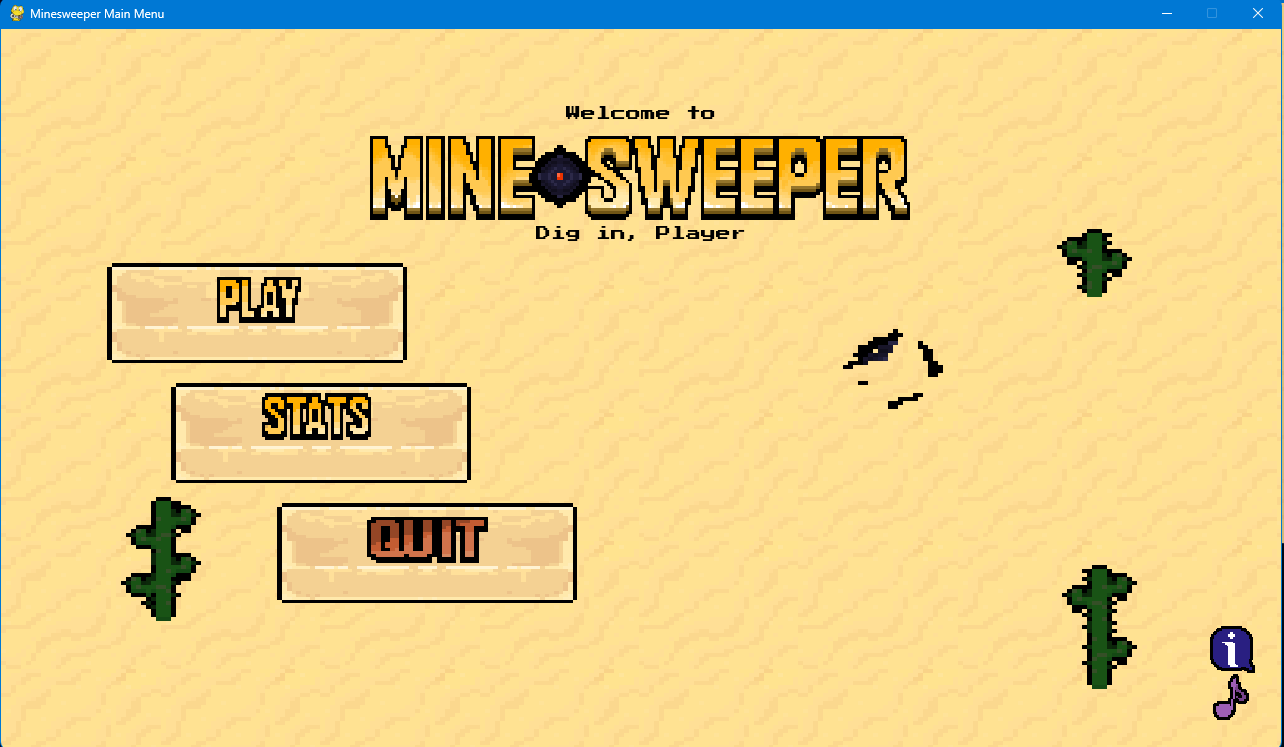 Minesweeper Main Menu
Welcome to
MINESWEEPER
Dig in, Player
PLAY
STATS
QUIT
i